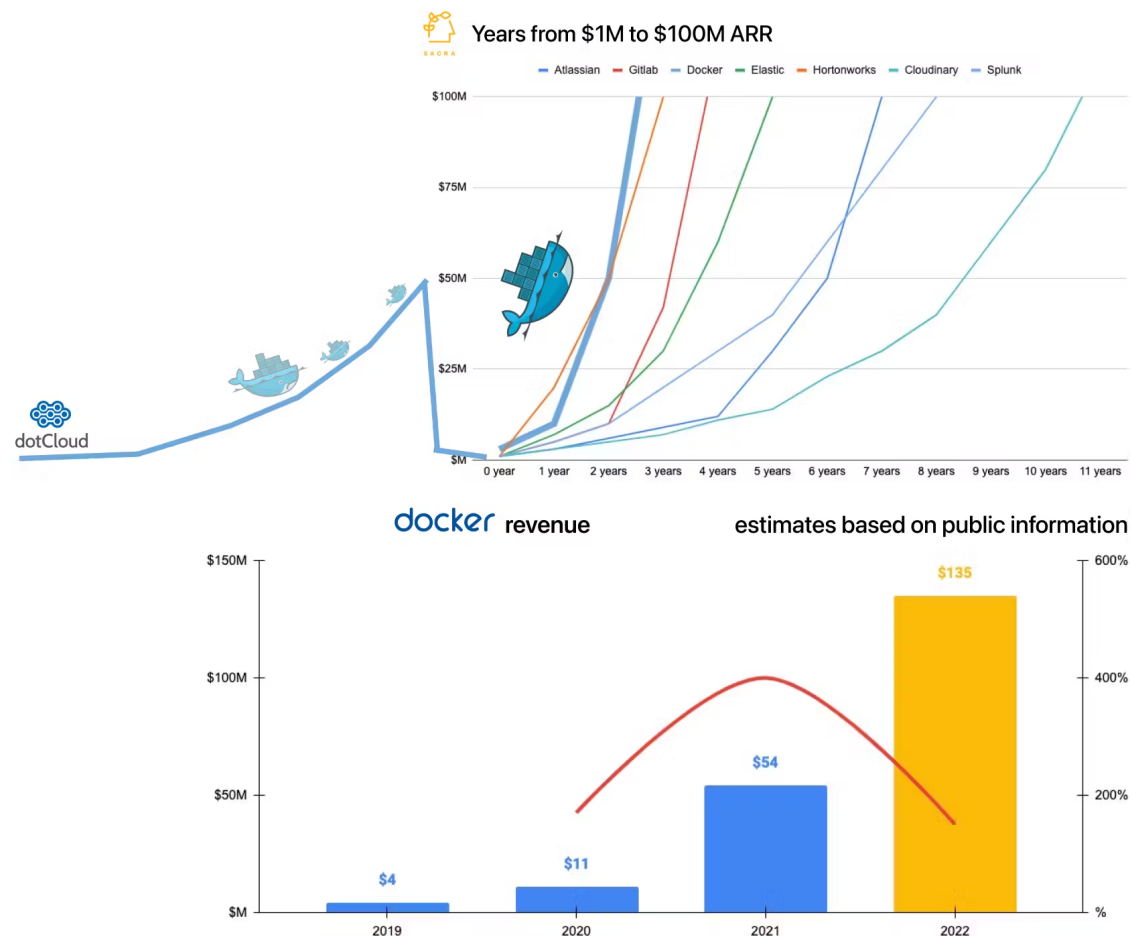 SACRA
Years from $1M to $100M ARR
Atlassian Gitlab Docker Elastic Hortonworks Cloudinary Splunk
$100M
$75M
$50M
$25M
$M
dotCloud
0 year 1 year 2 years 3 years 4 years 5 years 6 years 7 years 8 years 9 years 10 years 11 years
docker revenue
estimates based on public information
$150M
$100M
$50M
$M
600%
400%
200%
%
$4
$11
$54
$135
2019 2020 2021 2022